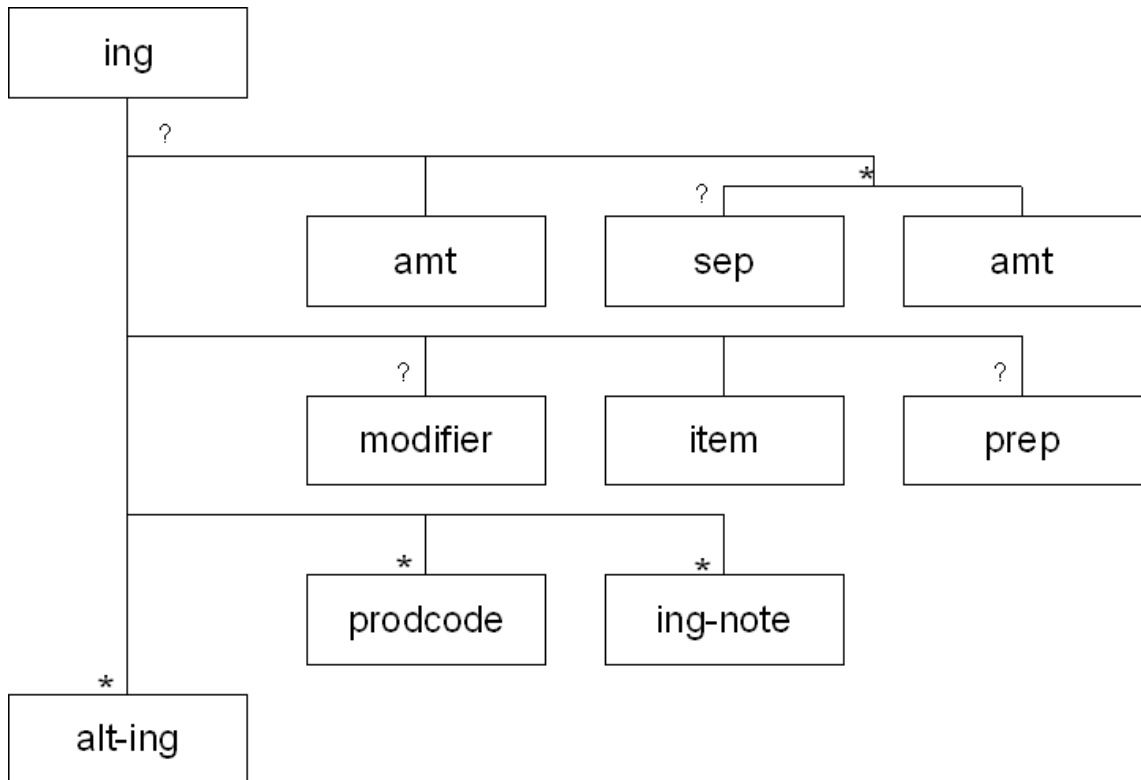 ing
?
*
?
amt
sep
amt
?
?
modifier
item
prep
*
*
prodcode
ing-note
*
alt-ing